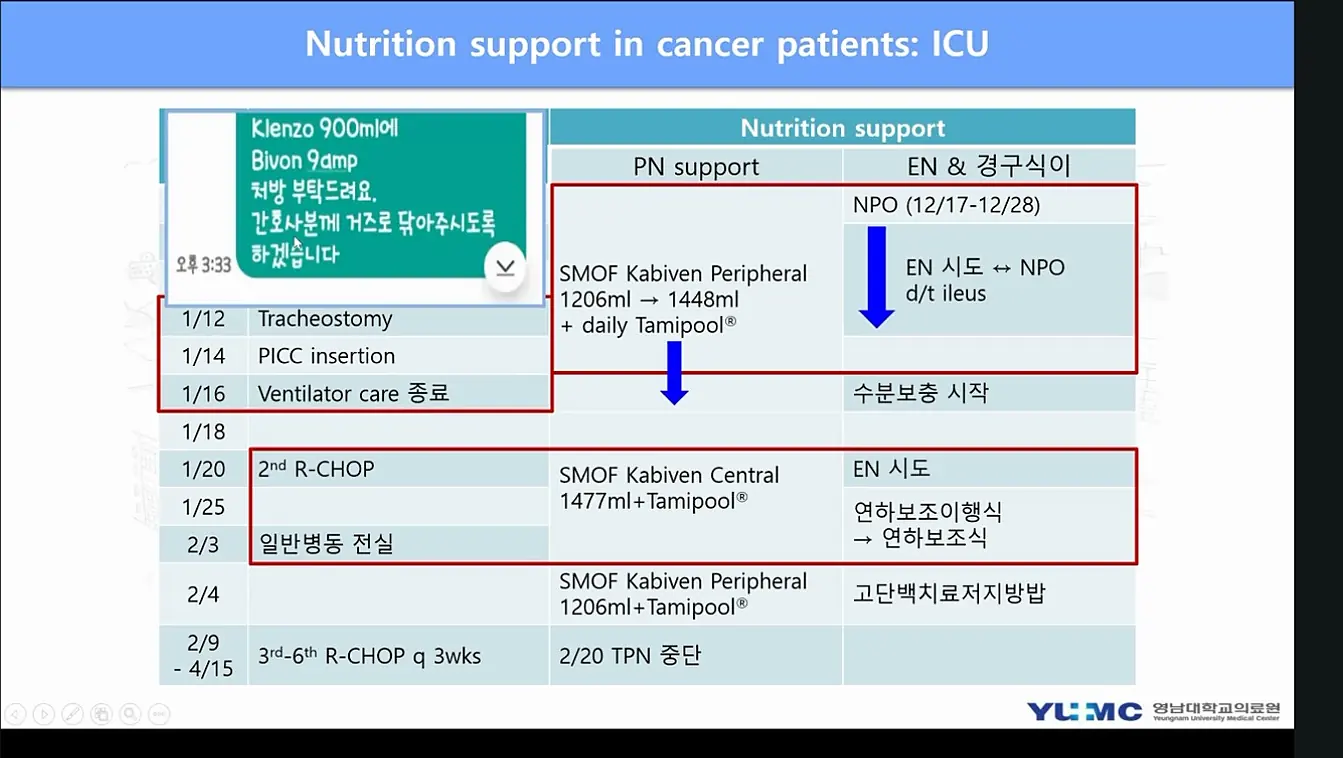 Nutrition support in cancer patients: ICU
Klenzo 900ml에
Bivon 9amp
처방 부탁드려요.
간호사분께 거즈로 닦아주시도록
하겠습니다
오후 3:33
Nutrition support
PN support
EN & 경구식이
NPO (12/17-12/28)
SMOF Kabiven Peripheral
1206ml → 1448ml
+ daily Tamipool®
EN 시도 ↔ NPO
d/t ileus
1/12 Tracheostomy
1/14 PICC insertion
1/16 Ventilator care 종료
수분보충 시작
1/18
1/20 2nd R-CHOP
SMOF Kabiven Central
1477ml+Tamipool®
EN 시도
1/25
연하보조이행식
→ 연하보조식
2/3 일반병동 전실
2/4
SMOF Kabiven Peripheral
1206ml+Tamipool®
고단백치료저지방밥
2/9
- 4/15
3rd-6th R-CHOP q 3wks
2/20 TPN 중단
YUMC 영남대학교의료원
Yeungnam University Medical Center